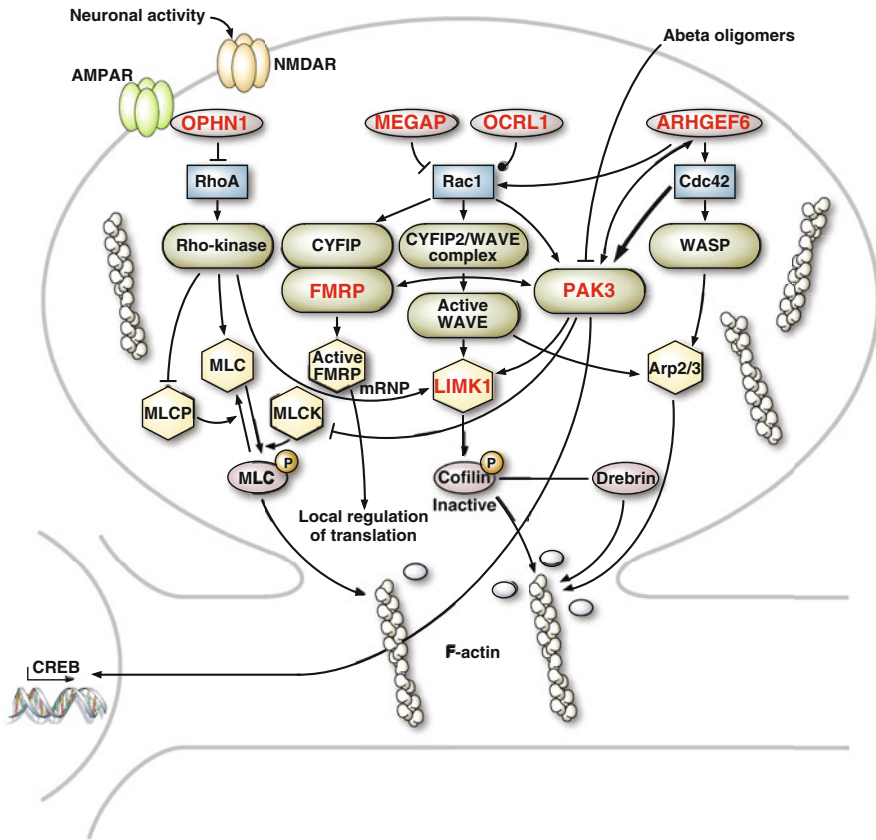 Neuronal activity
NMDAR
AMPAR
Abeta oligomers
OPHN1
MEGAP
OCRL1
ARHGEF6
RhoA
Rac1
Cdc42
Rho-kinase
CYFIP
CYFIP2/WAVE
complex
WASP
FMRP
PAK3
Active
WAVE
MLC
Active
FMRP
mRNP
LIMK1
Arp2/3
MLCP
MLCK
MLC
P
Cofilin
P
Inactive
Drebrin
Local regulation
of translation
F-actin
CREB